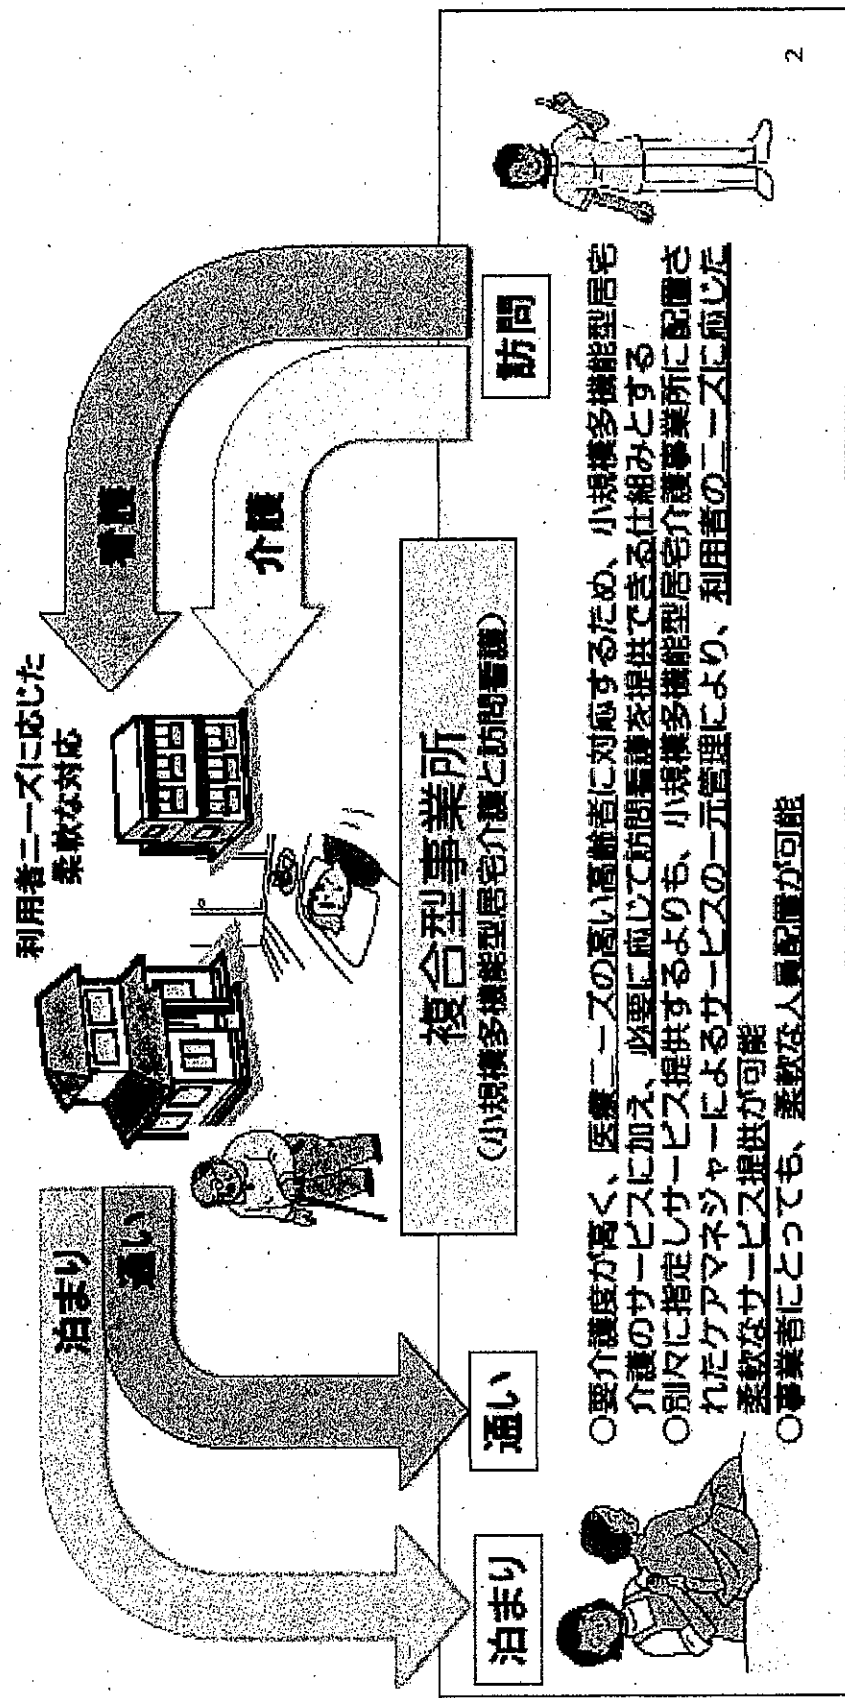 利用者ニーズに応じた
柔軟な対応
泊まり
通い
看護
介護
複合型事業所
(小規模多機能型居宅介護と訪問看護)
泊まり
通い
訪問
○要介護度が高く、医療ニーズの高い高齢者に対応するため、小規模多機能型居宅
介護のサービスに加え、必要に応じて訪問看護を提供できる仕組みとする
○別々に指定しサービス提供するよりも、小規模多機能型居宅介護事業所に配置さ
れたケアマネジャーによるサービスの一元管理により、利用者のニーズに応じた
柔軟なサービス提供が可能
○事業者にとっても、柔軟な人員配置が可能
2